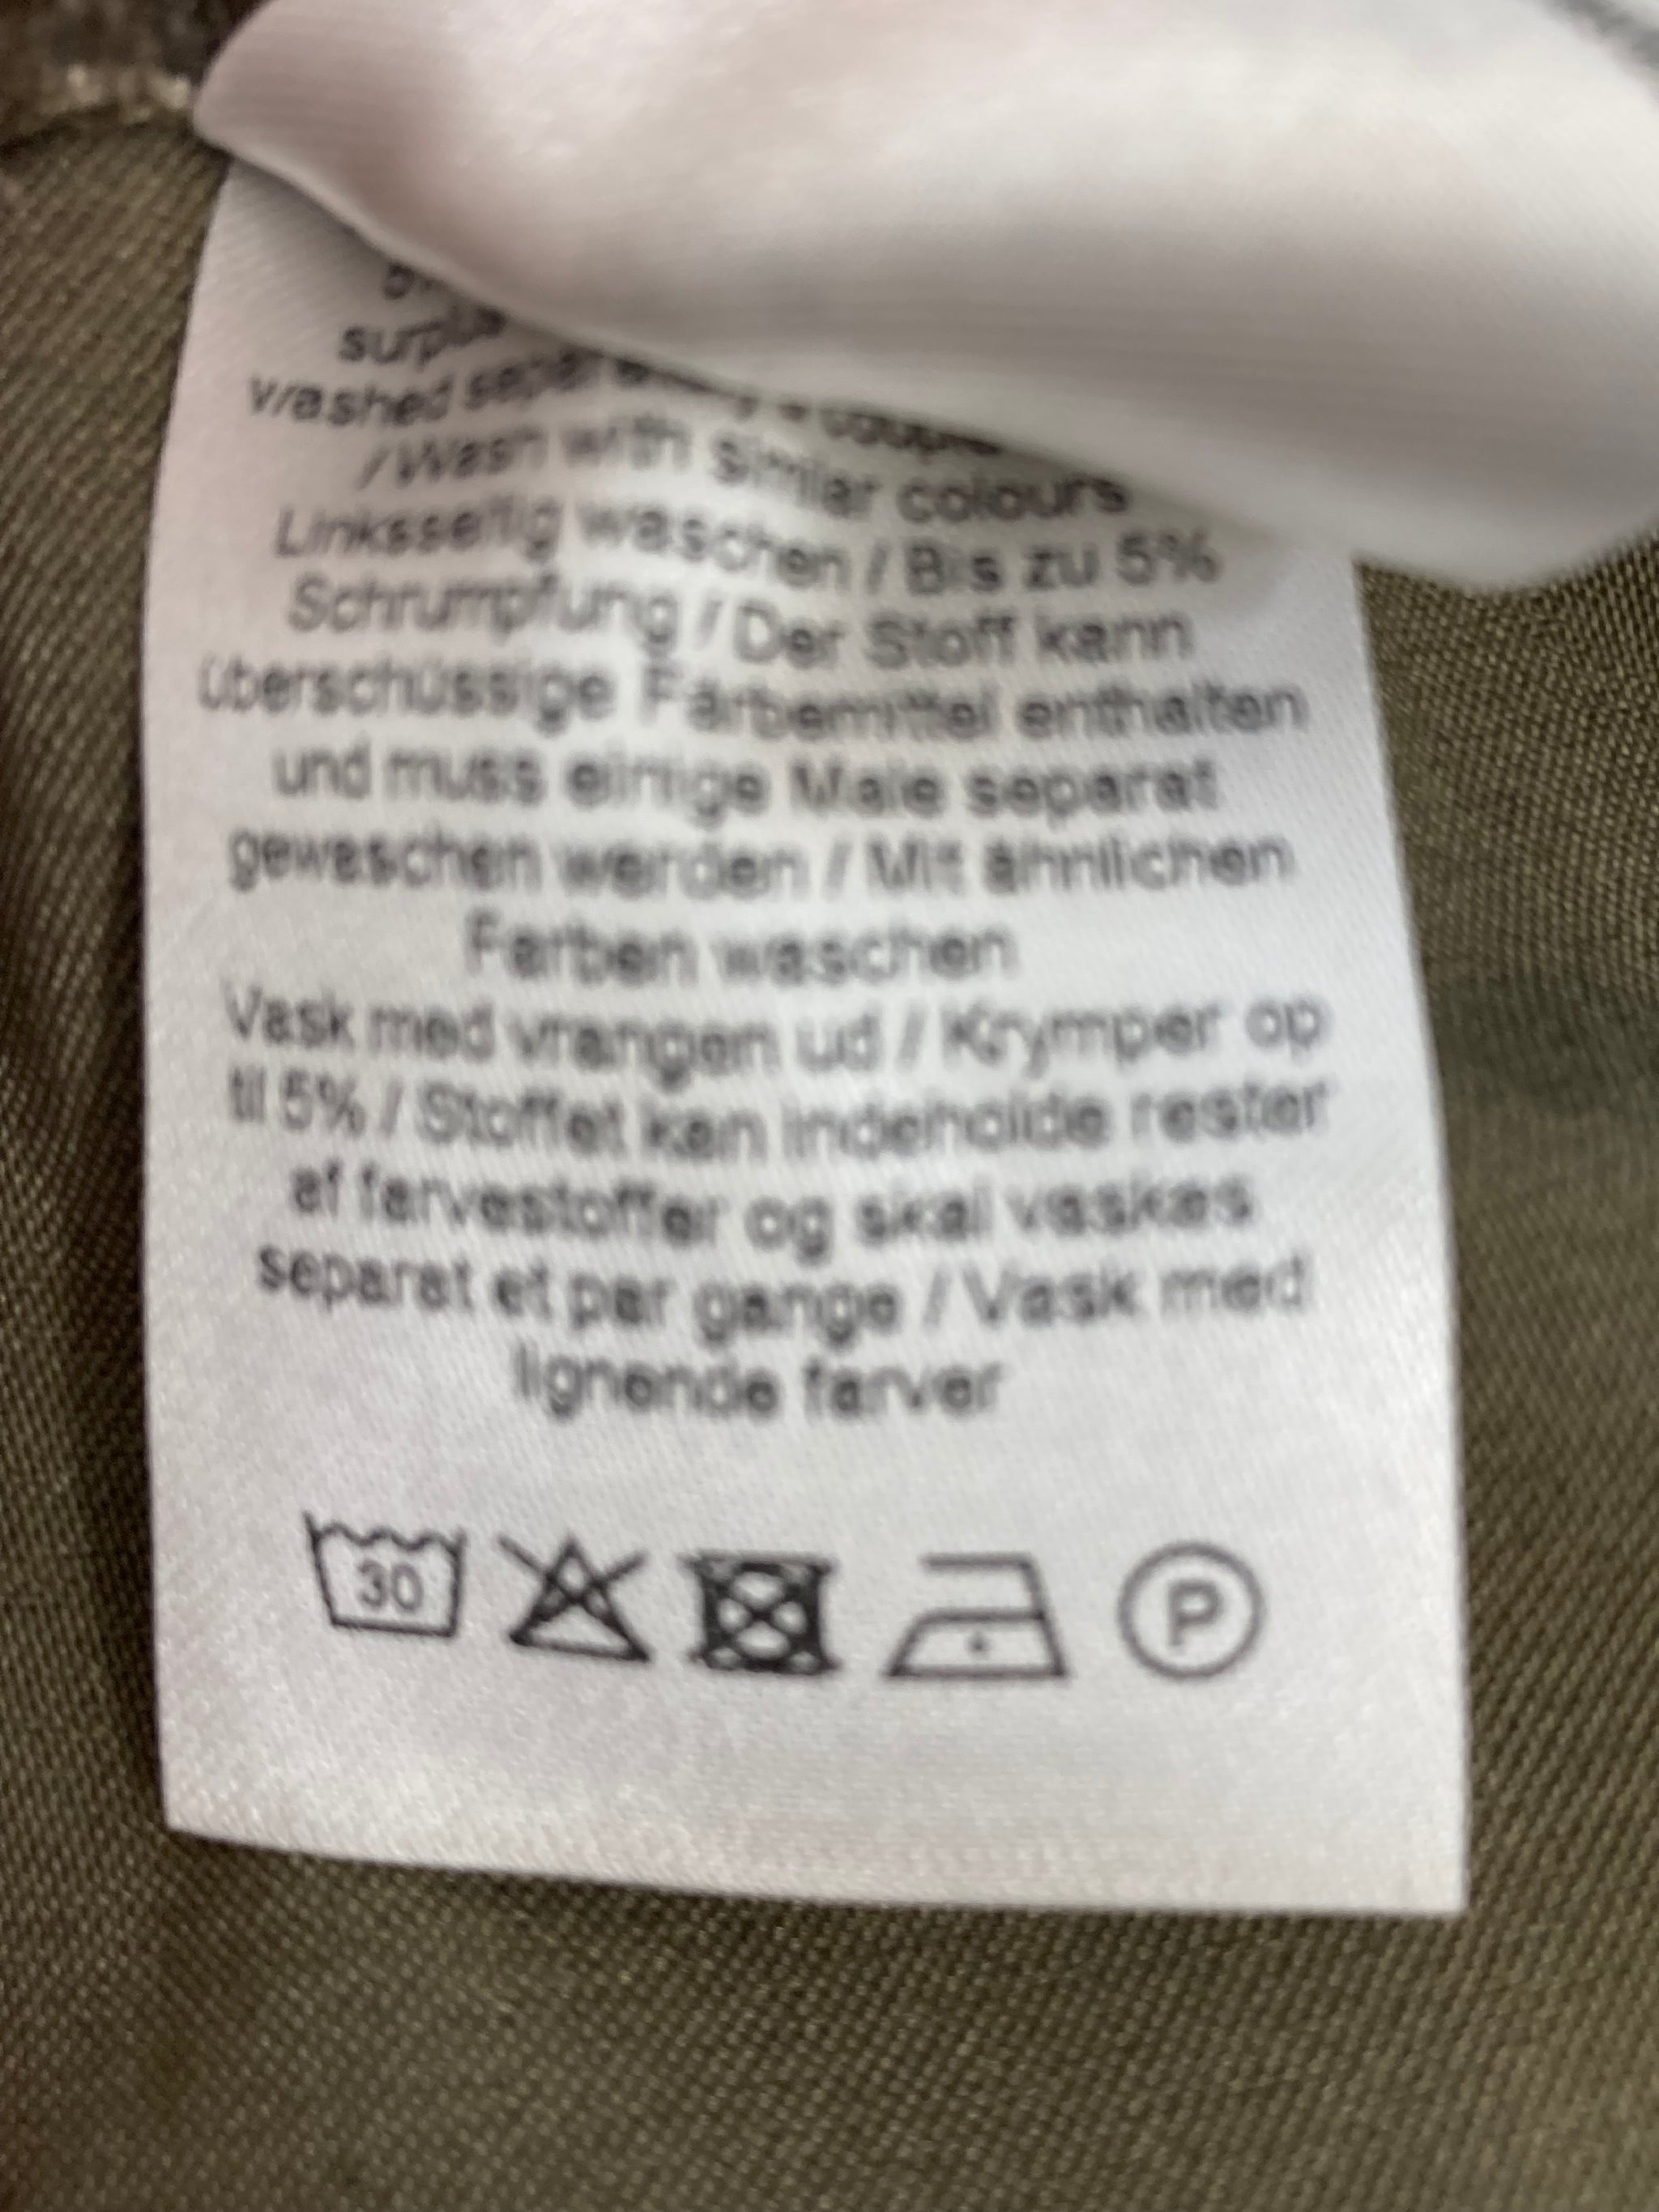 washed
/ Wash with similar colours
Linksseitig waschen / Bis zu 5%
Schrumpfung / Der Stoff kann
überschüssige Färbemittel enthalten
und muss einige Male separat
gewaschen werden / Mit ähnlichen
Farben waschen
Vask med vrangen ud / Krymper op
til 5% / Stoffet kan indeholde rester
af farvestoffer og skal vaskes
separat et par gange / Vask med
lignende farver
30
P